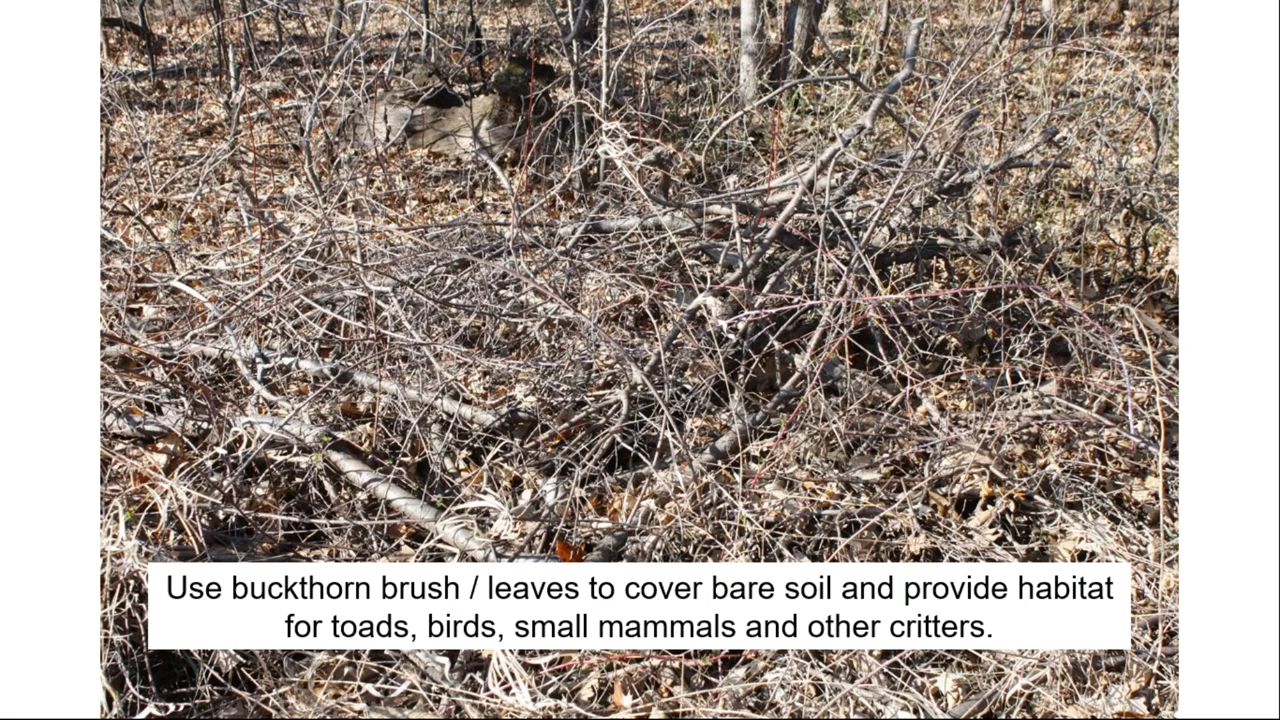 Use buckthorn brush / leaves to cover bare soil and provide habitat
for toads, birds, small mammals and other critters.